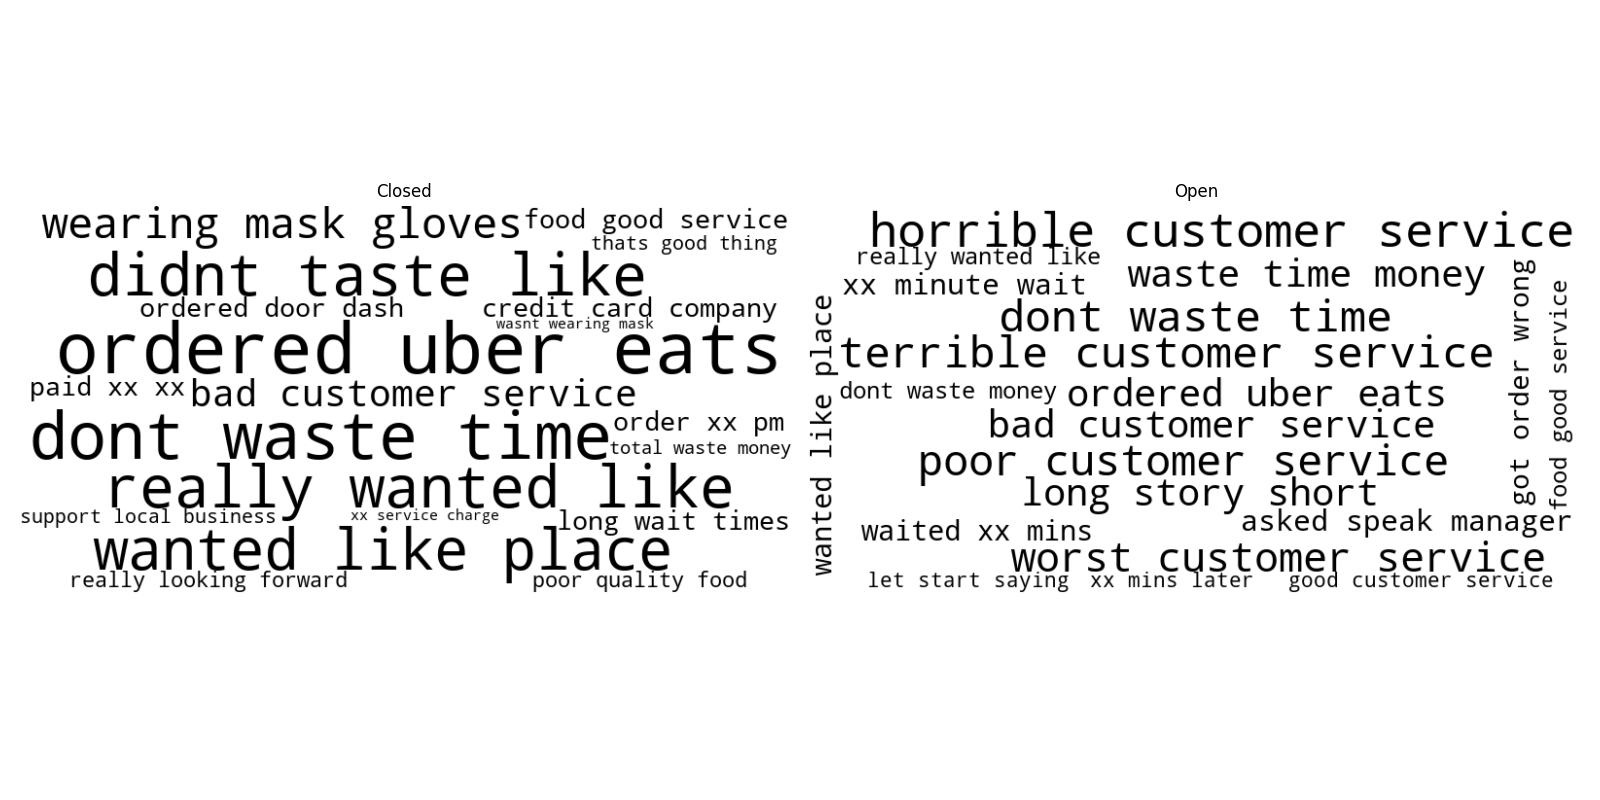 Closed
wearing mask gloves
food good service
thats good thing
didnt taste like
ordered door dash
credit card company
wasnt wearing mask
ordered uber eats
paid xx xx
bad customer service
dont waste time
order xx pm
total waste money
really wanted like
support local business
xx service charge
long wait times
wanted like place
really looking forward
poor quality food
Open
horrible customer service
really wanted like
waste time money
xx minute wait
dont waste time
terrible customer service
dont waste money
ordered uber eats
bad customer service
poor customer service
long story short
asked speak manager
waited xx mins
worst customer service
let start saying
xx mins later
good customer service
wanted like place
got order wrong
food good service